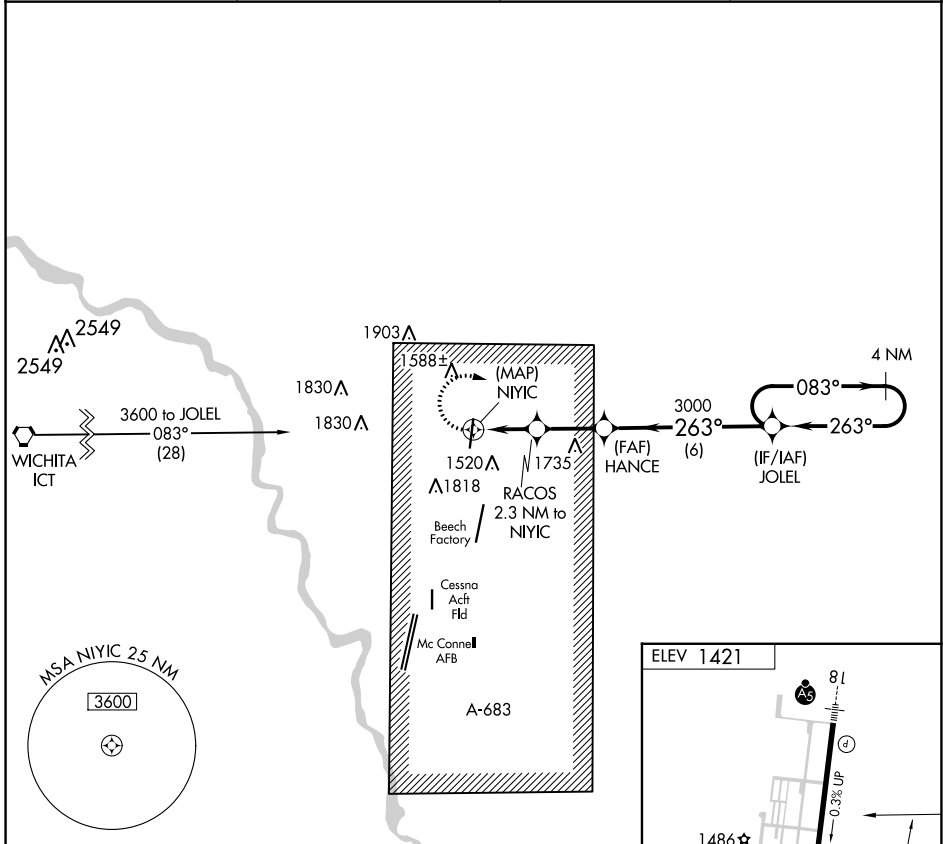 2549
2549
WICHITA
ICT
3600 to JOLEL
083°
(28)
1903
1588±
1830
1830
(MAP)
NIYIC
1520
1818
1735
RACOS
2.3 NM to
NIYIC
(FAF)
HANCE
3000
263°
(6)
(IF/IAF)
JOLEL
083°
263°
4 NM
Beech
Factory
Cessna
Acft
Fld
Mc Connell
AFB
A-683
MSA NIYIC 25 NM
3600
ELEV 1421
A5
18
P
0.3% UP
1486